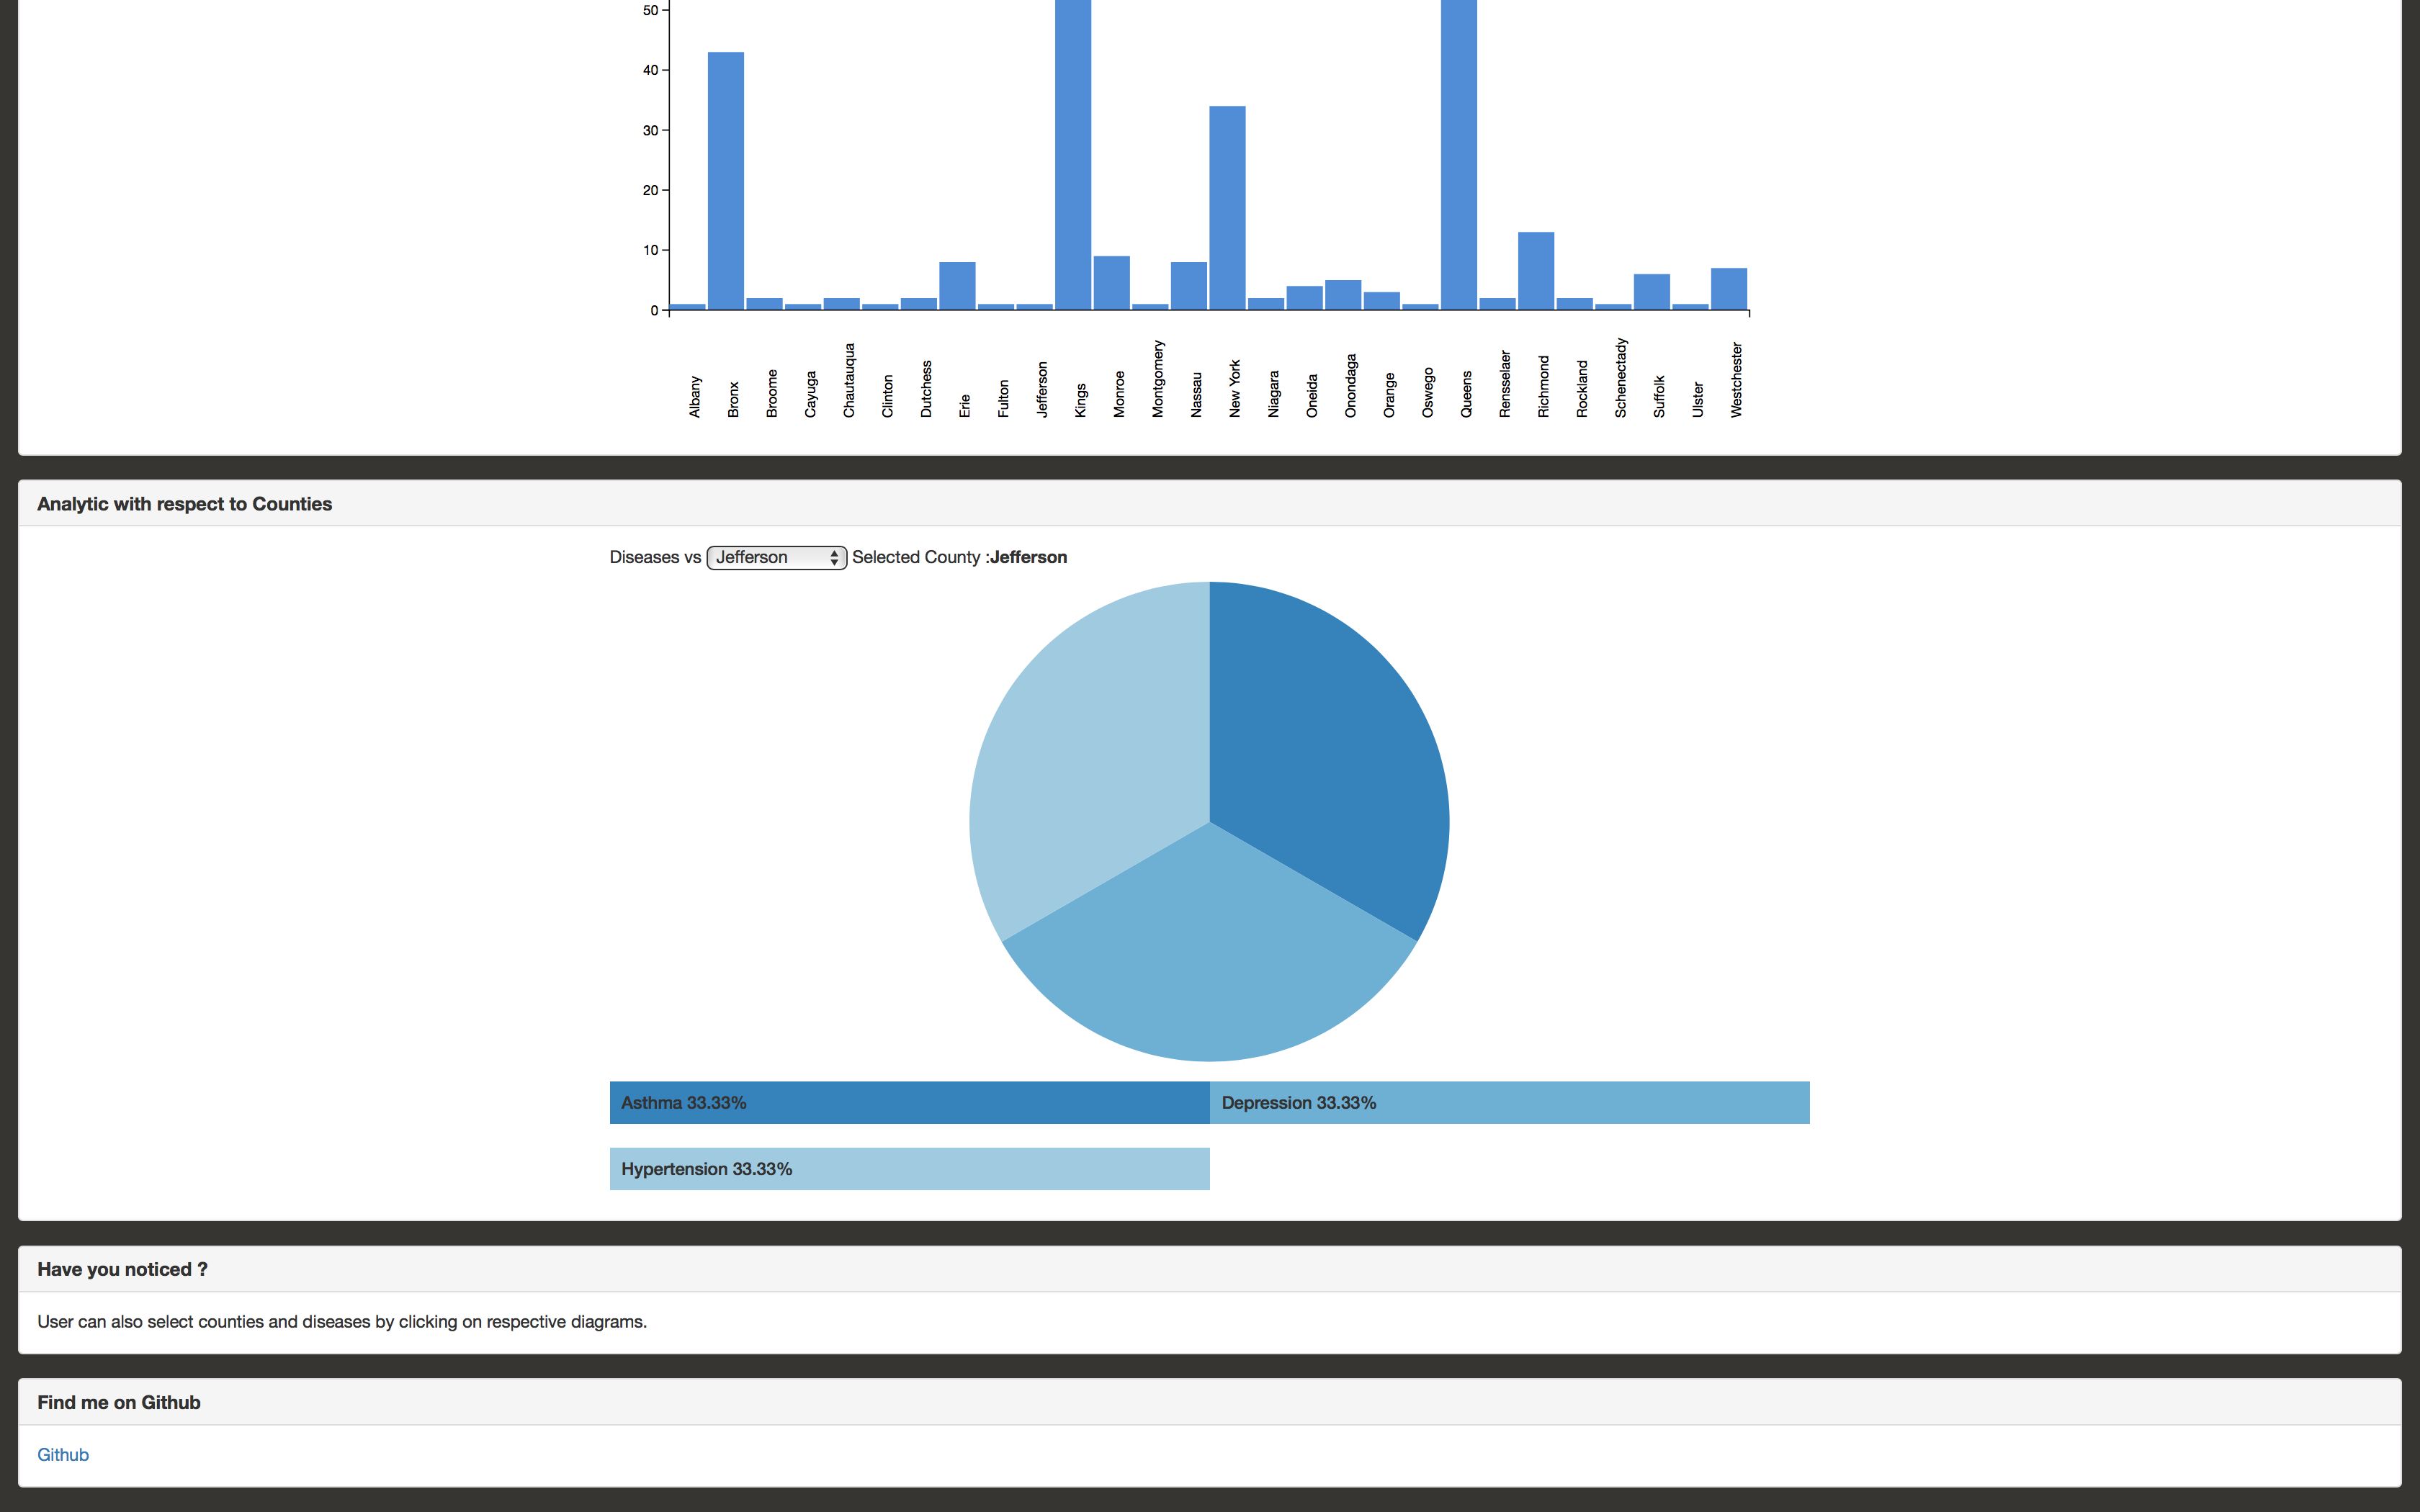 50
40
30
20
10
0
Albany
Bronx
Broome
Cayuga
Chautauqua
Clinton
Dutchess
Erie
Fulton
Jefferson
Kings
Monroe
Montgomery
Nassau
New York
Niagara
Oneida
Onondaga
Orange
Oswego
Queens
Rensselaer
Richmond
Rockland
Schenectady
Suffolk
Ulster
Westchester
Analytic with respect to Counties
Diseases vs Jefferson Selected County :Jefferson
Asthma 33.33% Depression 33.33%
Hypertension 33.33%
Have you noticed ?
User can also select counties and diseases by clicking on respective diagrams.
Find me on Github
Github